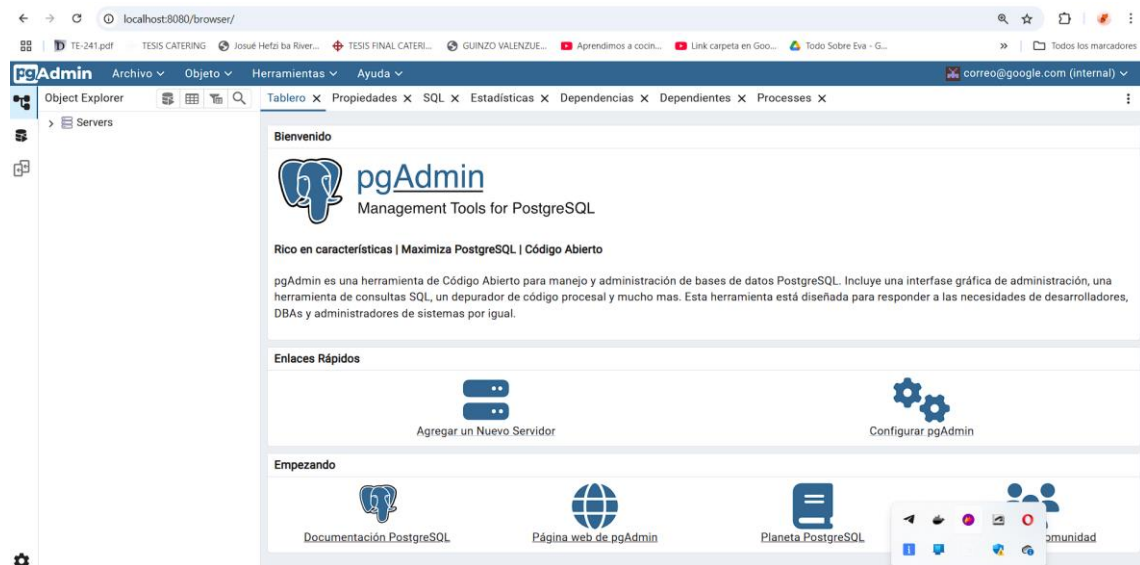 localhost:8080/browser/
TE-241.pdf
TESIS CATERING
Josué Hefzi ba River...
TESIS FINAL CATERI...
GUINZO VALENZUE...
Aprendimos a cocin...
Link carpeta en Goo...
Todo Sobre Eva - G...
Todos los marcadores
pgAdmin
Archivo
Objeto
Herramientas
Ayuda
correo@google.com (internal)
Object Explorer
Tablero
Propiedades
SQL
Estadísticas
Dependencias
Dependientes
Processes
Servers
Bienvenido
pgAdmin
Management Tools for PostgreSQL
Rico en características | Maximiza PostgreSQL | Código Abierto
pgAdmin es una herramienta de Código Abierto para manejo y administración de bases de datos PostgreSQL. Incluye una interfase gráfica de administración, una
herramienta de consultas SQL, un depurador de código procesal y mucho mas. Esta herramienta está diseñada para responder a las necesidades de desarrolladores,
DBAs y administradores de sistemas por igual.
Enlaces Rápidos
Agregar un Nuevo Servidor
Configurar pgAdmin
Empezando
Documentación PostgreSQL
Página web de pgAdmin
Planeta PostgreSQL